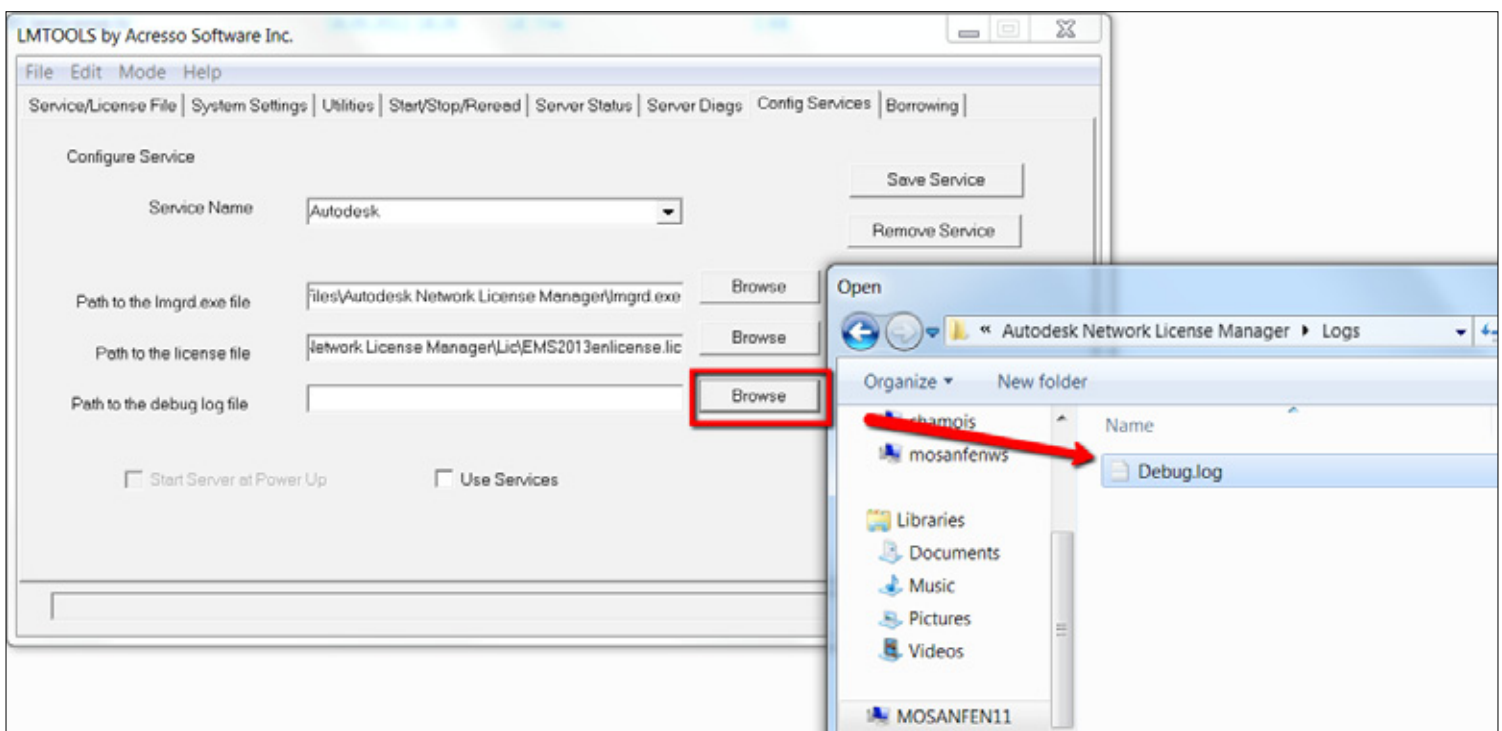 LMTOOLS by Acresso Software Inc.
File Edit Mode Help
Service/License File System Settings Utilities Start/Stop/Reread Server Status Server Diags Config Services Borrowing
Configure Service
Save Service
Service Name Autodesk
Remove Service
Path to the lmgrd.exe file Files\Autodesk Network License Manager\lmgrd.exe Browse
Path to the license file Network License Manager\Lic\EMS2013enlicense.lic Browse
Path to the debug log file Browse
Start Server at Power Up Use Services
Open
« Autodesk Network License Manager Logs
Organize New folder
chamois
Name
mosanfenws
Debug.log
Libraries
Documents
Music
Pictures
Videos
MOSANFEN11